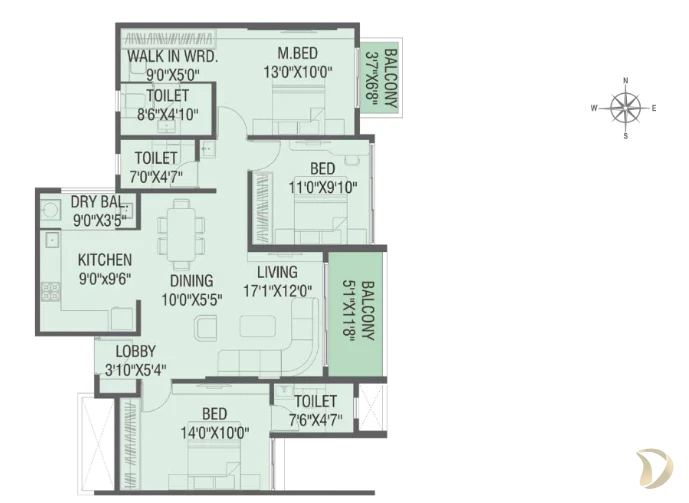 WALK IN WRD.
9'0"X5'0"
M.BED
13'0"X10'0"
BALCONY
3'7"X6'8"
TOILET
8'6"X4'10"
TOILET
7'0"X4'7"
BED
11'0"X9'10"
DRY BAL.
9'0"X3'5"
KITCHEN
9'0"x9'6"
DINING
10'0"X5'5"
LIVING
17'1"X12'0"
BALCONY
5'1"X11'8"
LOBBY
3'10"X5'4"
BED
14'0"X10'0"
TOILET
7'6"X4'7"
N
W E
S